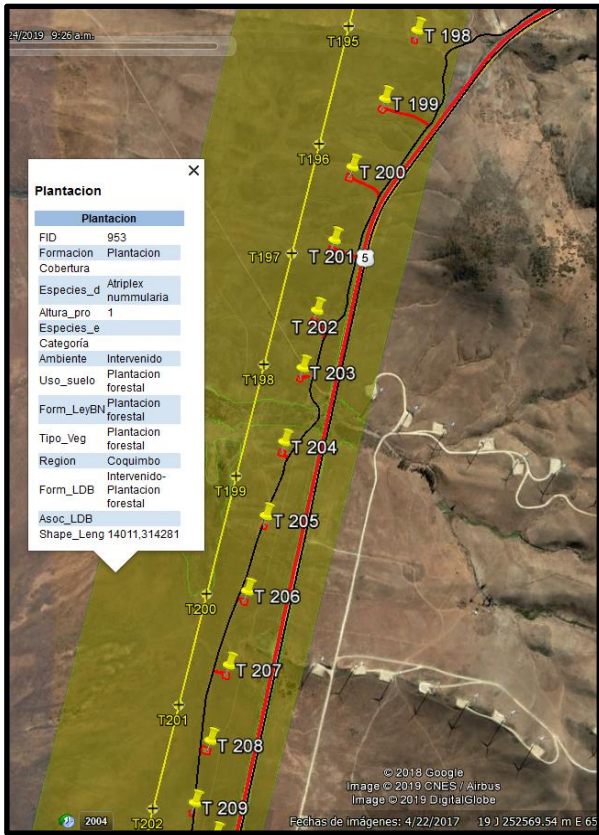 24/2019 9:26 a.m.
T195
T 198
T 199
T196
T 200
T197
T 201
5
T 202
T198
T 203
T 204
T199
T 205
T200
T 206
T 207
T201
T 208
T 209
T202
Plantacion
Plantacion
FID 953
Formacion Plantacion
Cobertura
Especies_d Atriplex
nummularia
Altura_pro 1
Especies_e
Categoría
Ambiente Intervenido
Uso_suelo Plantacion
forestal
Form_LeyBN Plantacion
forestal
Tipo_Veg Plantacion
forestal
Region Coquimbo
Form_LDB Intervenido-
Plantacion
forestal
Asoc_LDB
Shape_Leng 14011,314281
© 2018 Google
Image © 2019 CNES / Airbus
Image © 2019 DigitalGlobe
2004
Fechas de imágenes: 4/22/2017 19 J 252569.54 m E 65